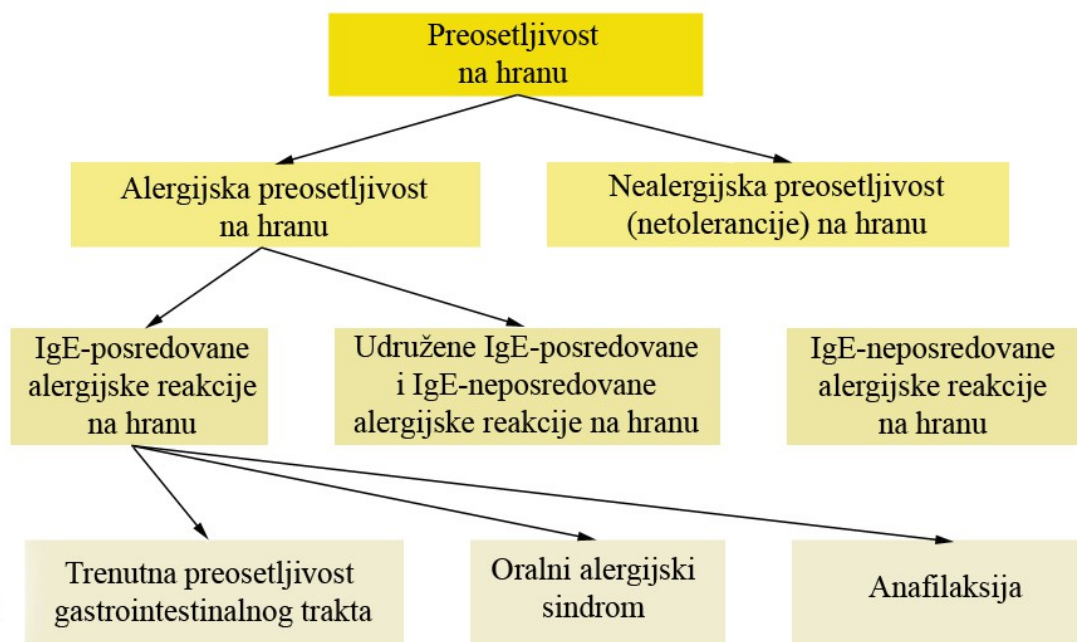 Preosetljivost
na hranu
Alergijska preosetljivost
na hranu
Nealergijska preosetljivost
(netolerancije) na hranu
IgE-posredovane
alergijske reakcije
na hranu
Udružene IgE-posredovane
i IgE-neposredovane
alergijske reakcije na hranu
IgE-neposredovane
alergijske reakcije
na hranu
Trenutna preosetljivost
gastrointestinalnog trakta
Oralni alergijski
sindrom
Anafilaksija